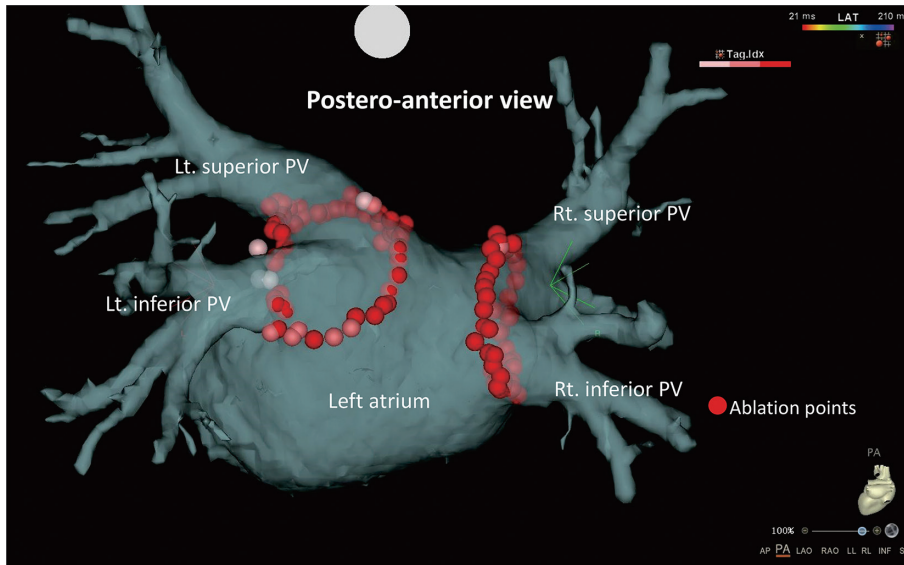 21 ms LAT 210 m
x
Tag.Idx
Postero-anterior view
Lt. superior PV
Rt. superior PV
Lt. inferior PV
Rt. inferior PV
Left atrium
Ablation points
PA
100%
AP PA LAO RAO LL RL INF S